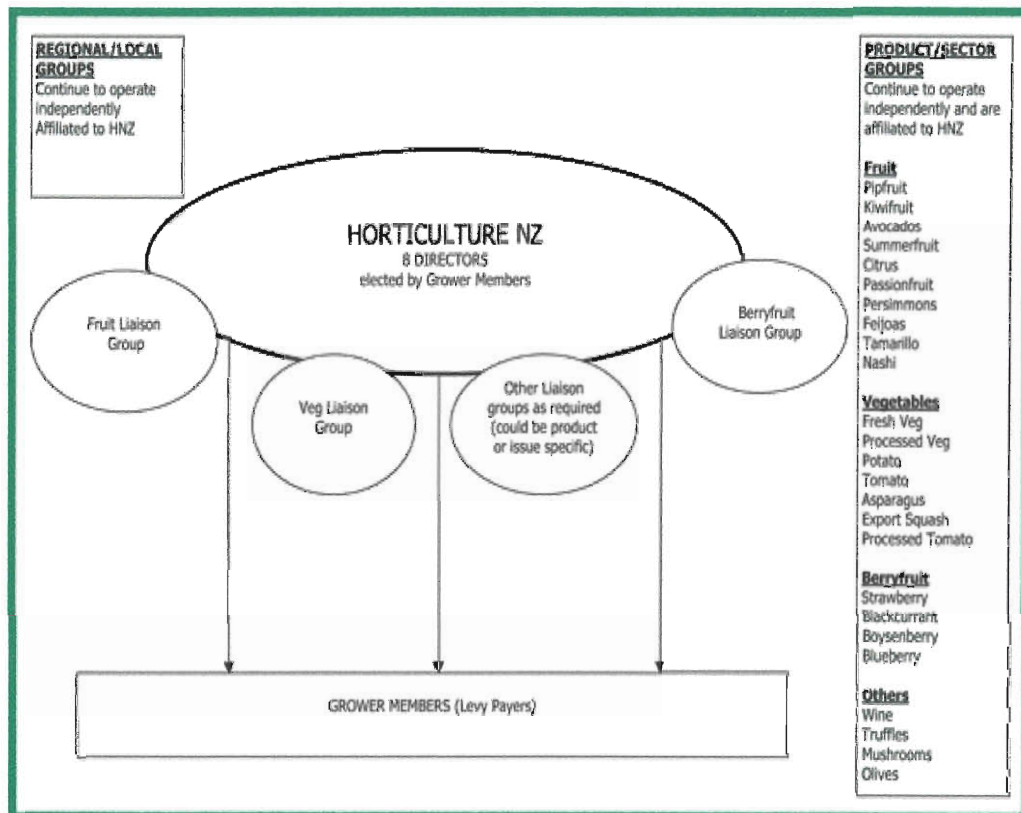 REGIONAL/LOCAL
GROUPS
Continue to operate
independently
Affiliated to HNZ
HORTICULTURE NZ
8 DIRECTORS
elected by Grower Members
Fruit Liaison
Group
Veg Liaison
Group
Other Liaison
groups as required
(could be product
or issue specific)
Berryfruit
Liaison Group
GROWER MEMBERS (Levy Payers)
PRODUCT/SECTOR
GROUPS
Continue to operate
independently and are
affiliated to HNZ
Fruit
Pipfruit
Kiwifruit
Avocados
Summerfruit
Citrus
Passionfruit
Persimmons
Feijoas
Tamarillo
Nashi
Vegetables
Fresh Veg
Processed Veg
Potato
Tomato
Asparagus
Export Squash
Processed Tomato
Berryfruit
Strawberry
Blackcurrant
Boysenberry
Blueberry
Others
Wine
Truffles
Mushrooms
Olives